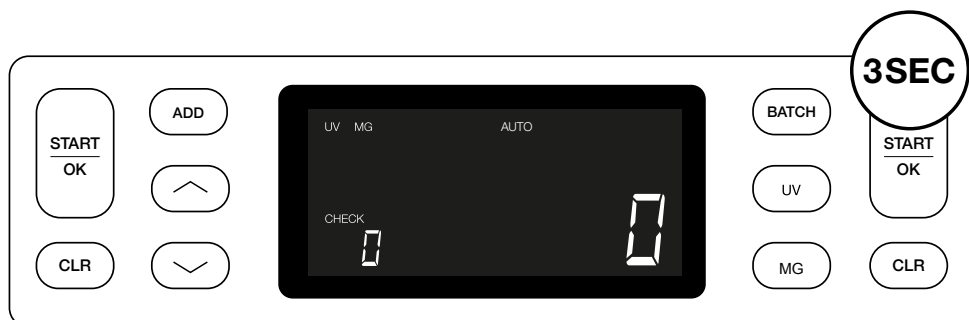 3SEC
START
OK
ADD
CLR
UV MG AUTO
CHECK
0 0
BATCH
UV
MG
START
OK
CLR